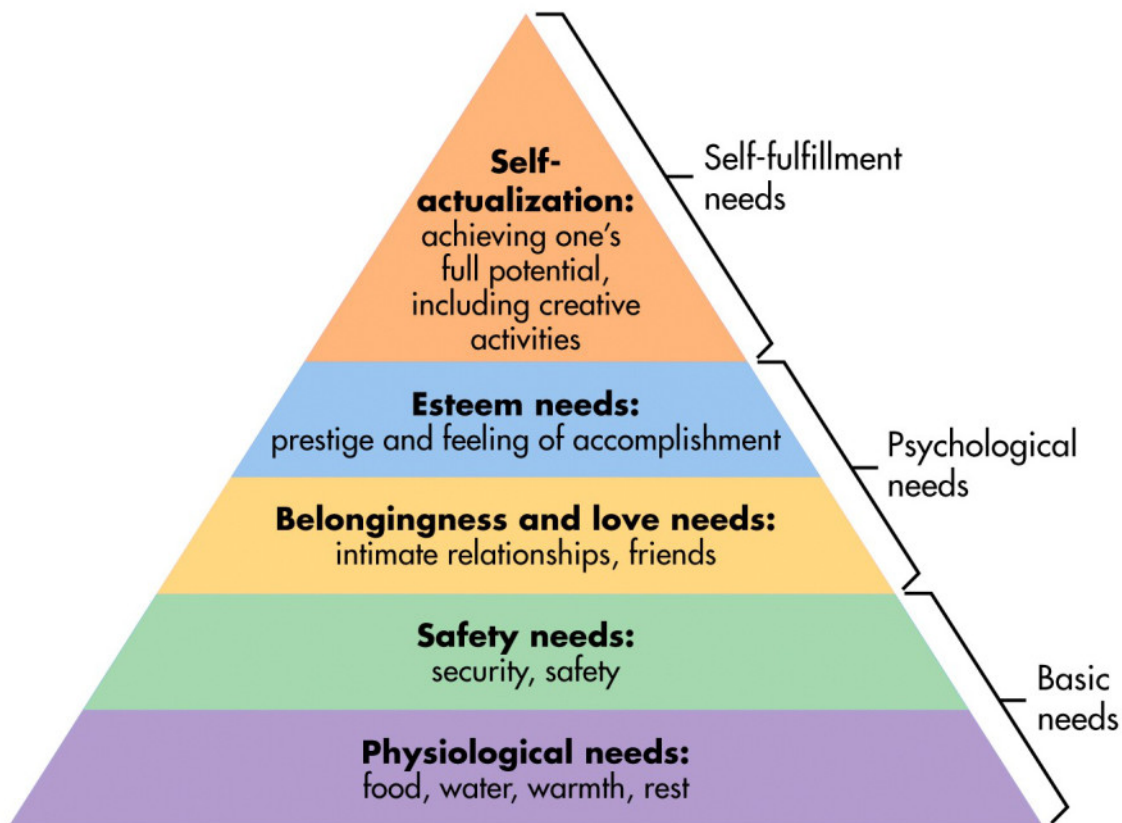 Self-
actualization:
achieving one's
full potential,
including creative
activities
Self-fulfillment
needs
Esteem needs:
prestige and feeling of accomplishment
Psychological
needs
Belongingness and love needs:
intimate relationships, friends
Safety needs:
security, safety
Basic
needs
Physiological needs:
food, water, warmth, rest